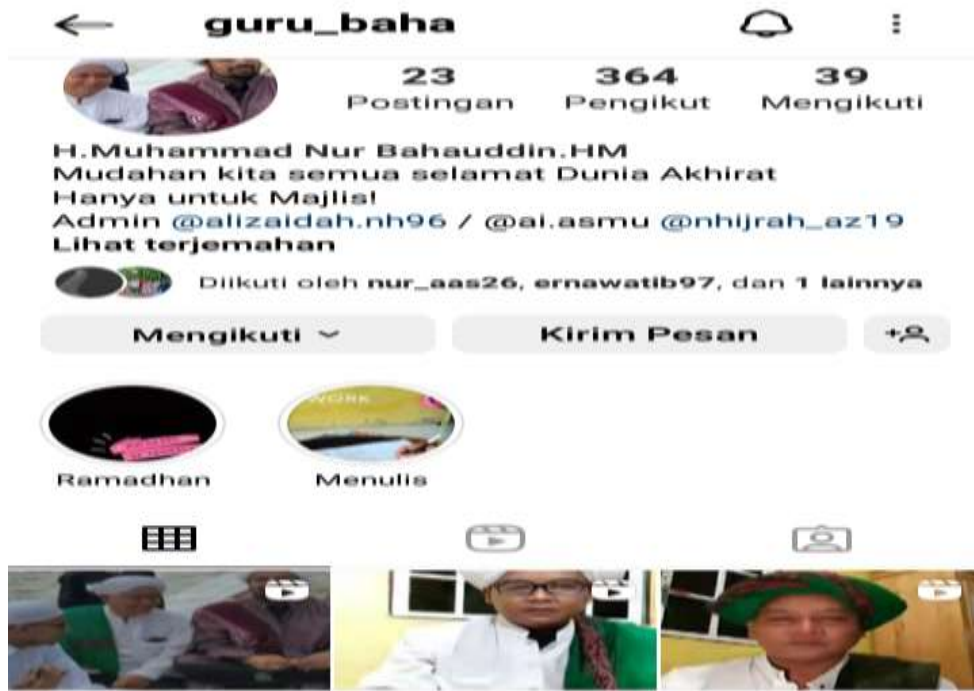 guru_baha
23 364 39
Postingan Pengikut Mengikuti
H.Muhammad Nur Bahauddin.HM
Mudahan kita semua selamat Dunia Akhirat
Hanya untuk Majlis!
Admin @alizaidah.nh96 / @ai.asmu @nhijrah_az19
Lihat terjemahan
Diikuti oleh nur_aas26, ernawatib97, dan 1 lainnya
Mengikuti Kirim Pesan
WORK
Ramadhan Menulis